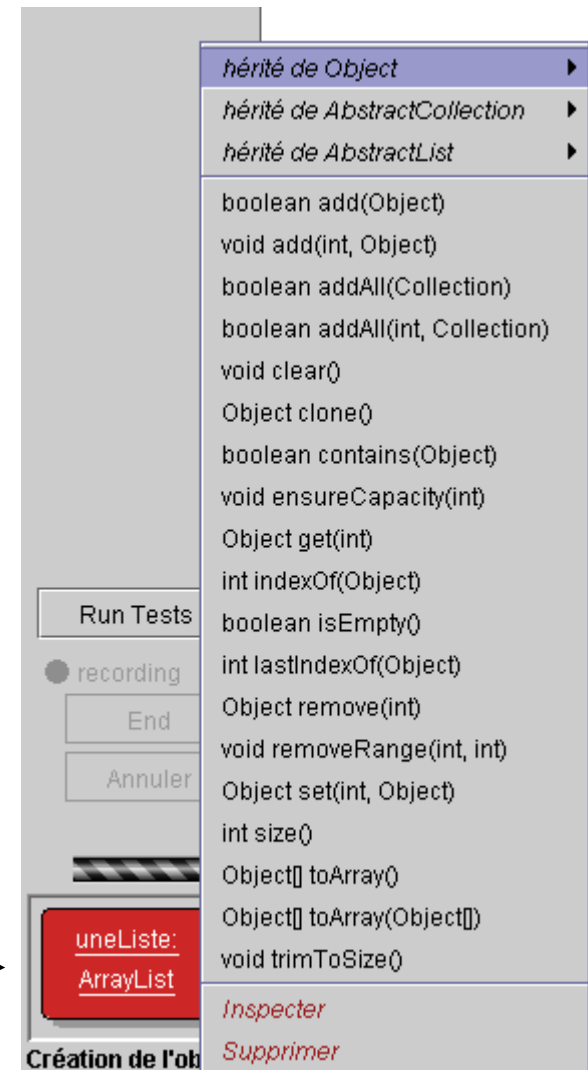 hérité de Object
hérité de AbstractCollection
hérité de AbstractList
boolean add(Object)
void add(int, Object)
boolean addAll(Collection)
boolean addAll(int, Collection)
void clear()
Object clone()
boolean contains(Object)
void ensureCapacity(int)
Object get(int)
int indexOf(Object)
boolean isEmpty()
int lastIndexOf(Object)
Object remove(int)
void removeRange(int, int)
Object set(int, Object)
int size()
Object[] toArray()
Object[] toArray(Object[])
void trimToSize()
Inspecter
Supprimer
Run Tests
recording
End
Annuler
uneListe:
ArrayList
Création de l'ob